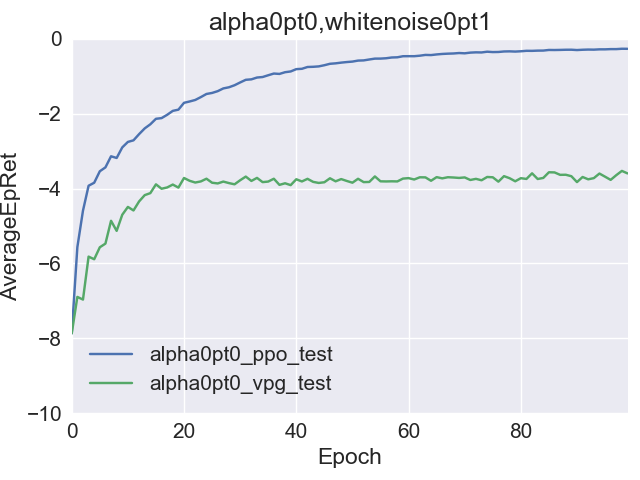 alpha0pt0,whitenoise0pt1
AverageEpRet
0
−2
−4
−6
−8
−10
alpha0pt0_ppo_test
alpha0pt0_vpg_test
0 20 40 60 80
Epoch